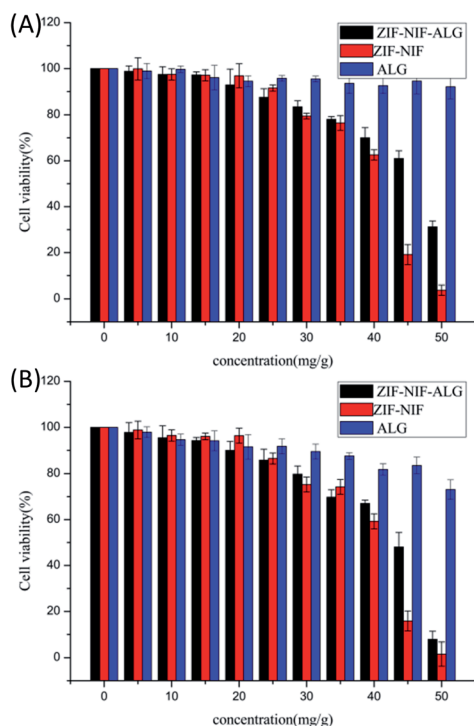 (A)
120
100
80
60
40
20
0
Cell viability(%)
ZIF-NIF-ALG
ZIF-NIF
ALG
0 10 20 30 40 50
concentration(mg/g)
(B)
120
100
80
60
40
20
0
Cell viability(%)
ZIF-NIF-ALG
ZIF-NIF
ALG
0 10 20 30 40 50
concentration(mg/g)